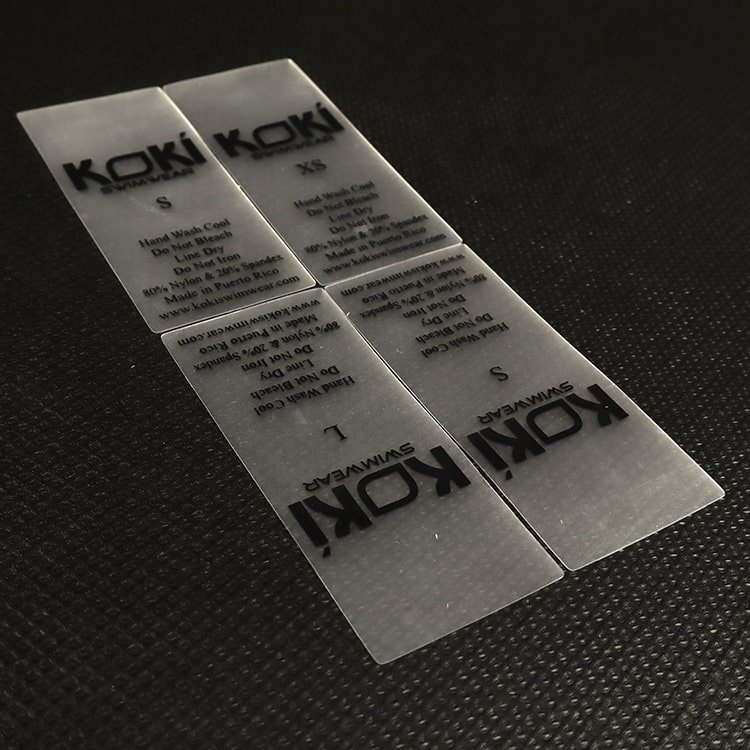 KOKÍ
SWIMWEAR
S
Hand Wash Cool
Do Not Bleach
Line Dry
Do Not Iron
80% Nylon & 20% Spandex
Made in Puerto Rico
www.kokiswimwear.com
KOKÍ
SWIMWEAR
XS
Hand Wash Cool
Do Not Bleach
Line Dry
Do Not Iron
80% Nylon & 20% Spandex
Made in Puerto Rico
www.kokiswimwear.com
KOKÍ
SWIMWEAR
L
Hand Wash Cool
Do Not Bleach
Line Dry
Do Not Iron
80% Nylon & 20% Spandex
Made in Puerto Rico
www.kokiswimwear.com
KOKÍ
SWIMWEAR
S
Hand Wash Cool
Do Not Bleach
Line Dry
Do Not Iron
80% Nylon & 20% Spandex
Made in Puerto Rico
www.kokiswimwear.com